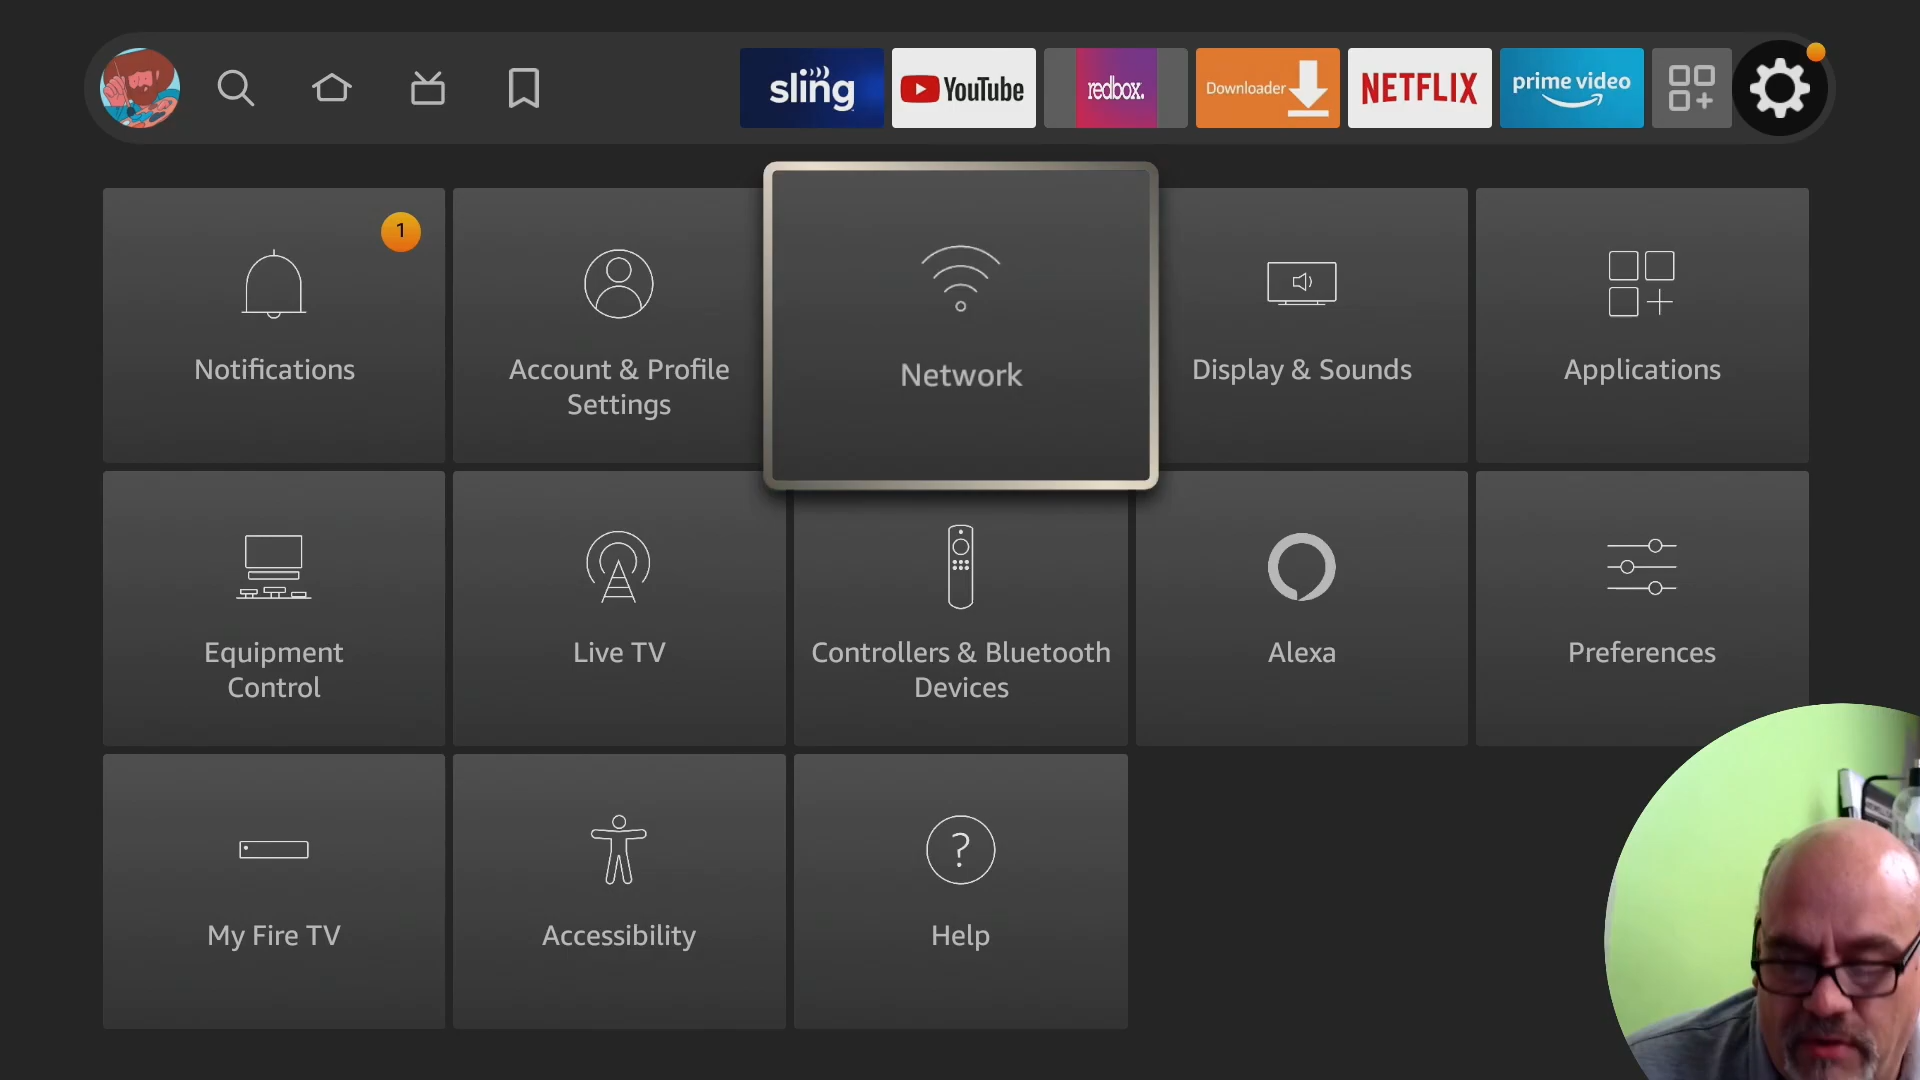 sling
YouTube
redbox.
Downloader
NETFLIX
prime video
1
Notifications
Account & Profile
Settings
Network
Display & Sounds
Applications
Equipment
Control
Live TV
Controllers & Bluetooth
Devices
Alexa
Preferences
My Fire TV
Accessibility
?
Help